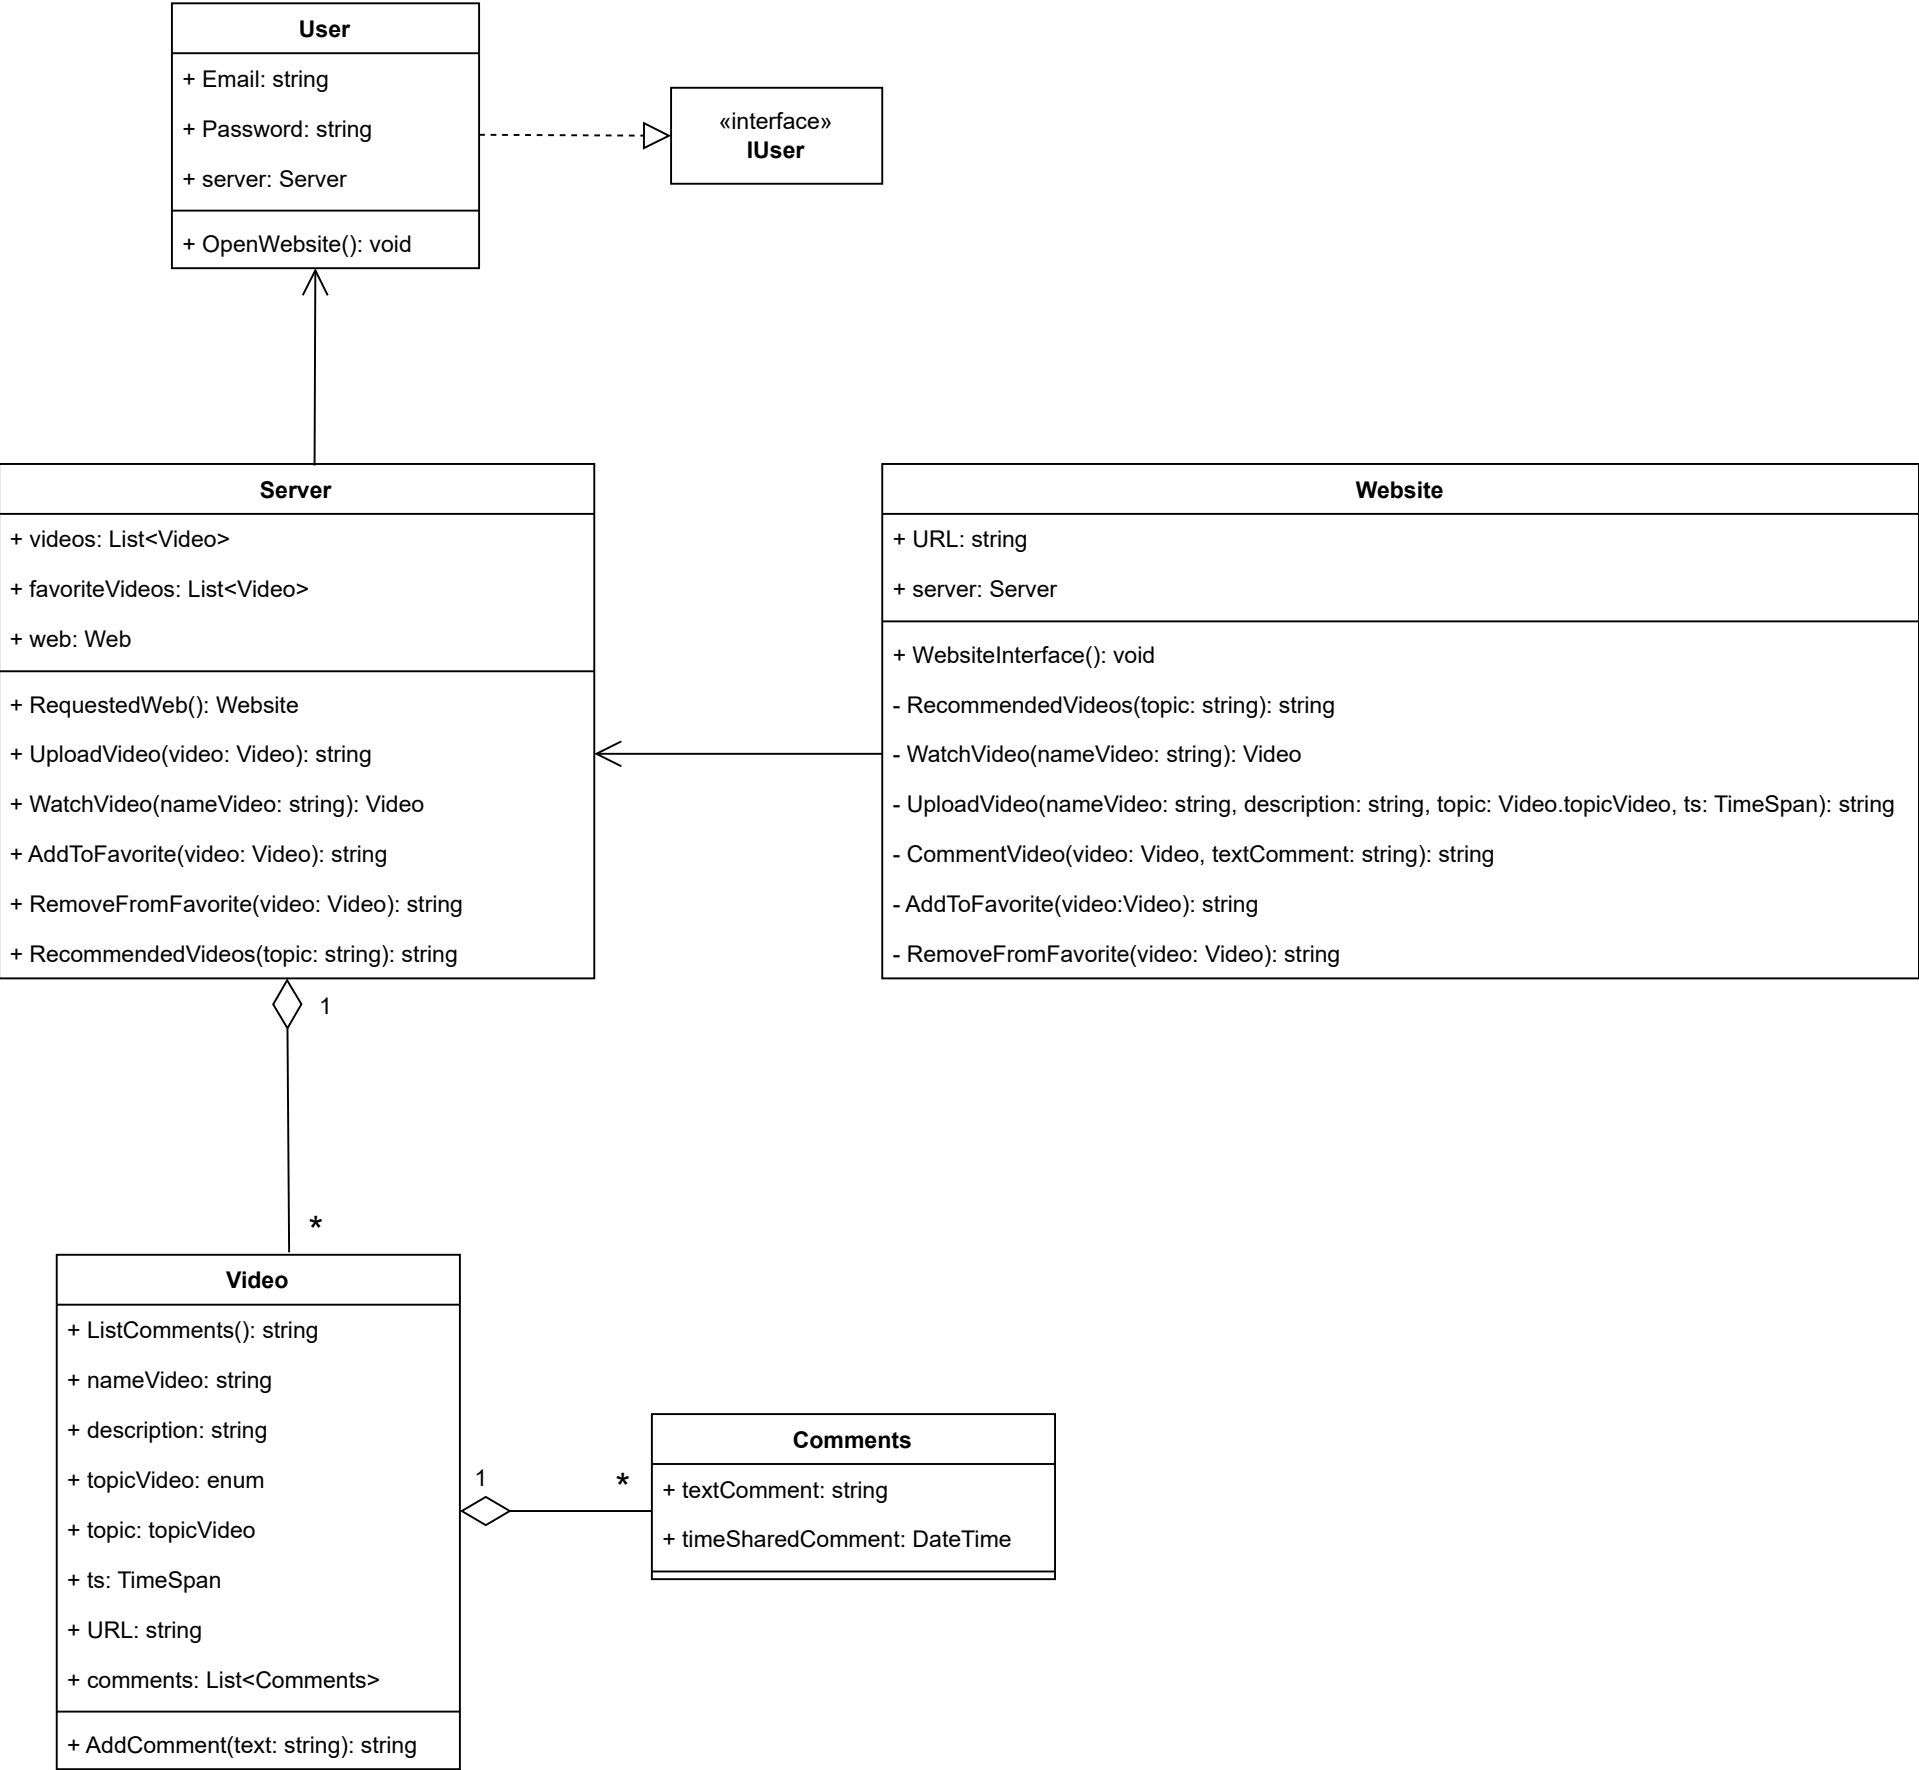 User
+ Email: string
+ Password: string
+ server: Server
+ OpenWebsite(): void
«interface»
IUser
Server
+ videos: List<Video>
+ favoriteVideos: List<Video>
+ web: Web
+ RequestedWeb(): Website
+ UploadVideo(video: Video): string
+ WatchVideo(nameVideo: string): Video
+ AddToFavorite(video: Video): string
+ RemoveFromFavorite(video: Video): string
+ RecommendedVideos(topic: string): string
Website
+ URL: string
+ server: Server
+ WebsiteInterface(): void
- RecommendedVideos(topic: string): string
- WatchVideo(nameVideo: string): Video
- UploadVideo(nameVideo: string, description: string, topic: Video.topicVideo, ts: TimeSpan): string
- CommentVideo(video: Video, textComment: string): string
- AddToFavorite(video:Video): string
- RemoveFromFavorite(video: Video): string
1
*
Video
+ ListComments(): string
+ nameVideo: string
+ description: string
+ topicVideo: enum
+ topic: topicVideo
+ ts: TimeSpan
+ URL: string
+ comments: List<Comments>
+ AddComment(text: string): string
1
*
Comments
+ textComment: string
+ timeSharedComment: DateTime